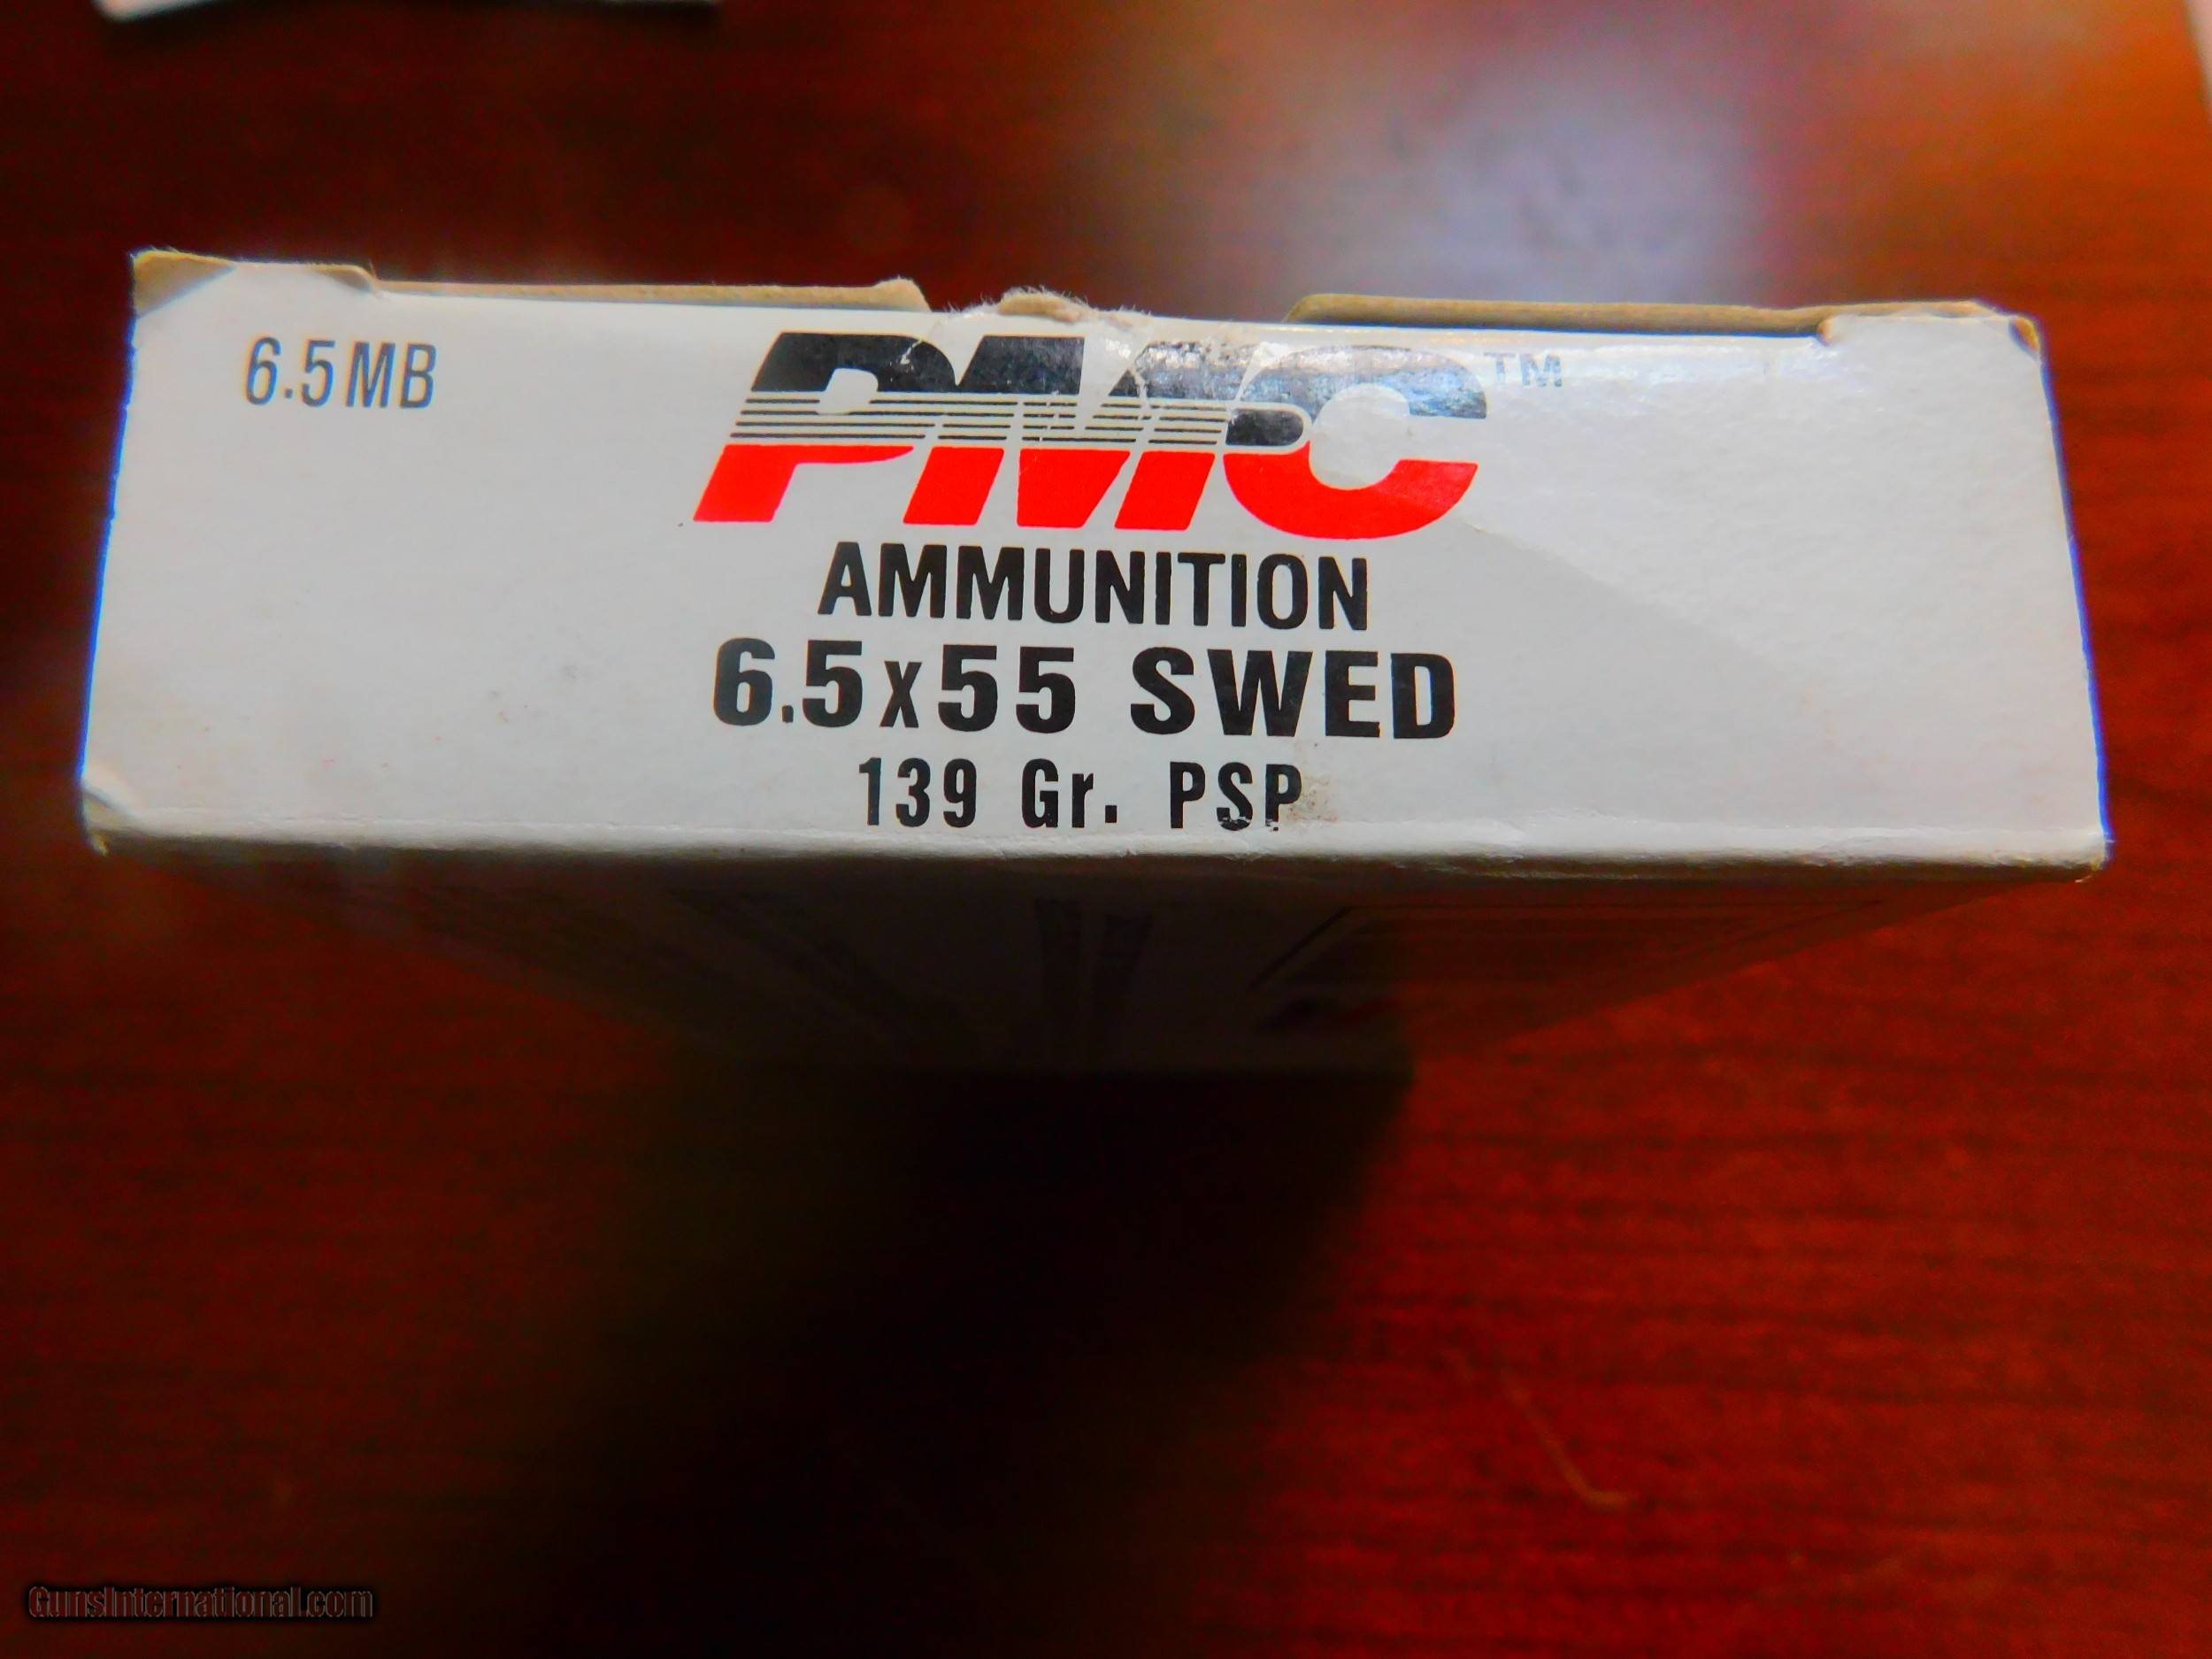 6.5MB
PMC™
AMMUNITION
6.5x55 SWED
139 Gr. PSP
GunsInternational.com